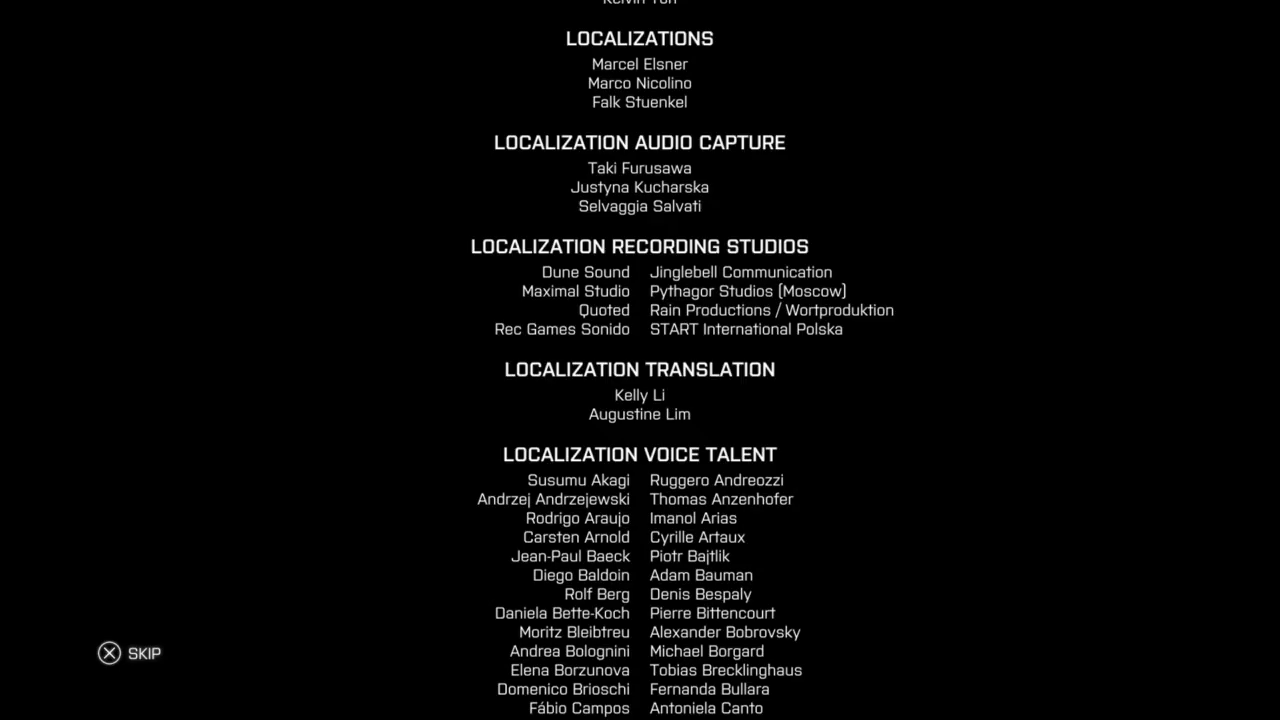 LOCALIZATIONS
Marcel Elsner
Marco Nicolino
Falk Stuenkel
LOCALIZATION AUDIO CAPTURE
Taki Furusawa
Justyna Kucharska
Selvaggia Salvati
LOCALIZATION RECORDING STUDIOS
Dune Sound Jinglebell Communication
Maximal Studio Pythagor Studios (Moscow)
Quoted Rain Productions / Wortproduktion
Rec Games Sonido START International Polska
LOCALIZATION TRANSLATION
Kelly Li
Augustine Lim
LOCALIZATION VOICE TALENT
Susumu Akagi Ruggero Andreozzi
Andrzej Andrzejewski Thomas Anzenhofer
Rodrigo Araujo Imanol Arias
Carsten Arnold Cyrille Artaux
Jean-Paul Baeck Piotr Bajtlik
Diego Baldoin Adam Bauman
Rolf Berg Denis Bespaly
Daniela Bette-Koch Pierre Bittencourt
Moritz Bleibtreu Alexander Bobrovsky
Andrea Bolognini Michael Borgard
Elena Borzunova Tobias Brecklinghaus
Domenico Brioschi Fernanda Bullara
Fábio Campos Antoniela Canto
SKIP